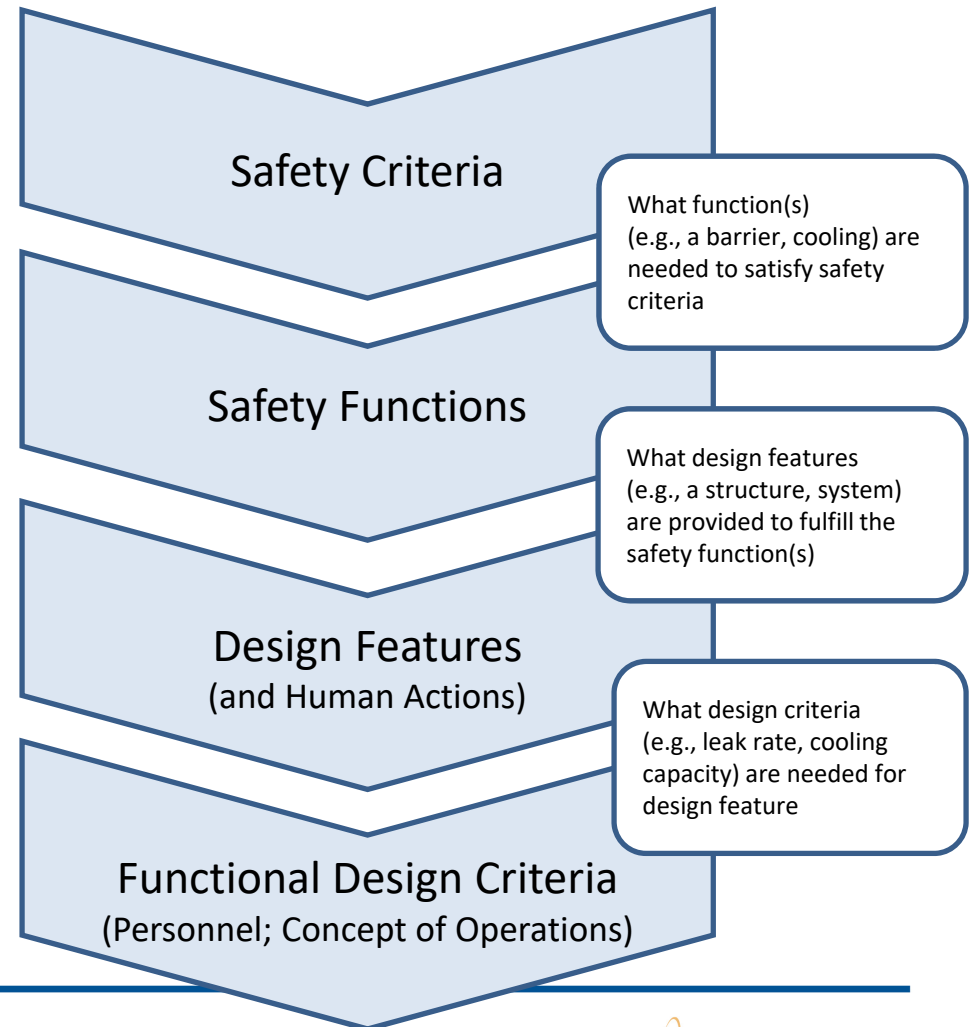 Safety Criteria
What function(s)
(e.g., a barrier, cooling) are
needed to satisfy safety
criteria
Safety Functions
What design features
(e.g., a structure, system)
are provided to fulfill the
safety function(s)
Design Features
(and Human Actions)
What design criteria
(e.g., leak rate, cooling
capacity) are needed for
design feature
Functional Design Criteria
(Personnel; Concept of Operations)